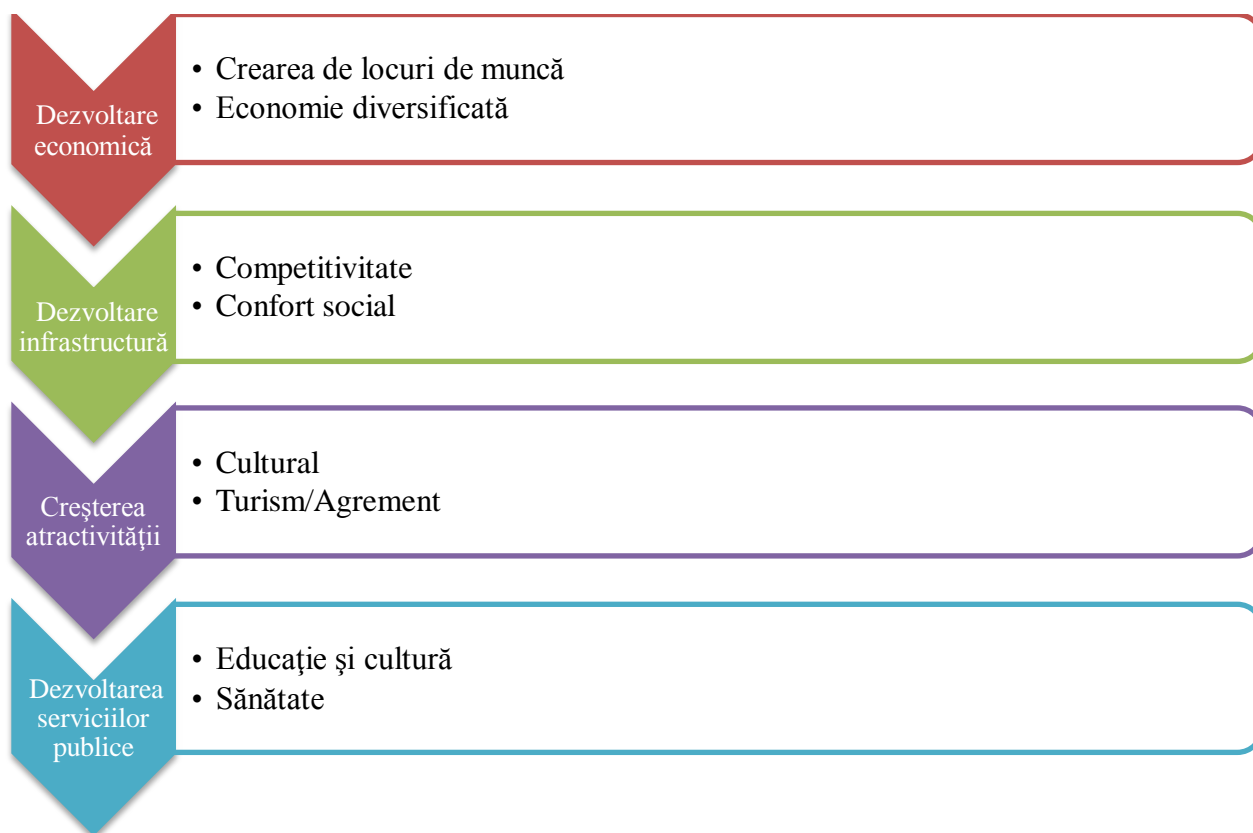 Dezvoltare
economică
• Crearea de locuri de muncă
• Economie diversificată
Dezvoltare
infrastructură
• Competitivitate
• Confort social
Creşterea
atractivităţii
• Cultural
• Turism/Agrement
Dezvoltarea
serviciilor
publice
• Educaţie şi cultură
• Sănătate